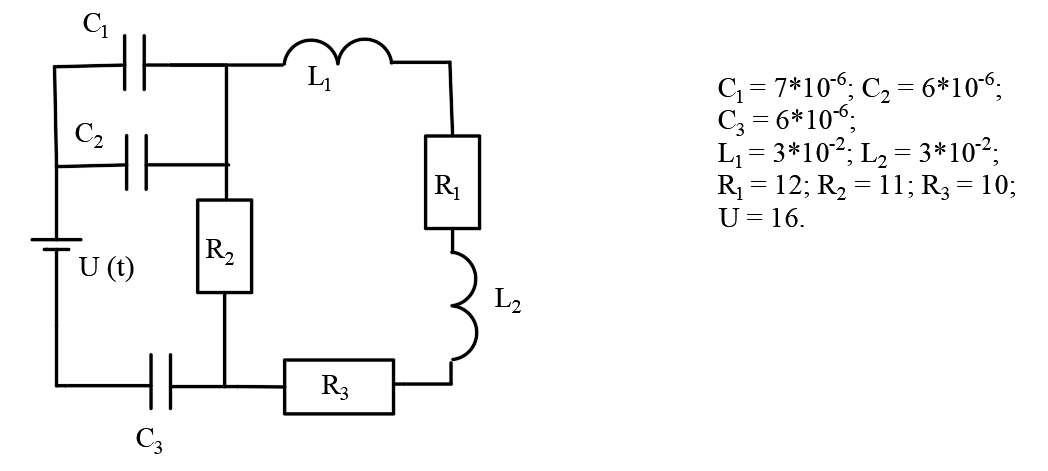 C₁
L₁
C₂
R₁
R₂
U (t)
L₂
R₃
C₃
C₁ = 7*10⁻⁶; C₂ = 6*10⁻⁶;
C₃ = 6*10⁻⁶;
L₁ = 3*10⁻²; L₂ = 3*10⁻²;
R₁ = 12; R₂ = 11; R₃ = 10;
U = 16.